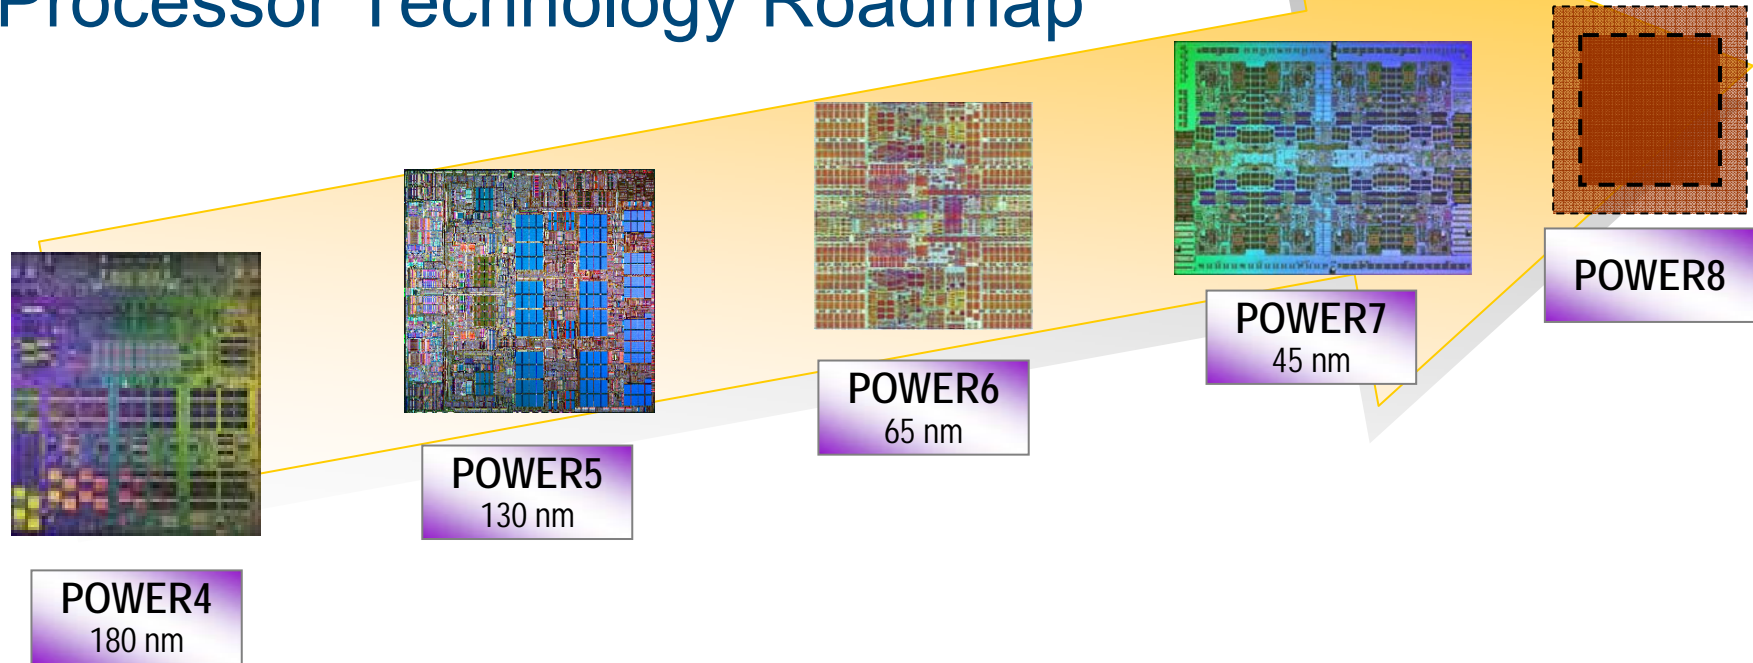 Processor Technology Roadmap
POWER4
180 nm
POWER5
130 nm
POWER6
65 nm
POWER7
45 nm
POWER8